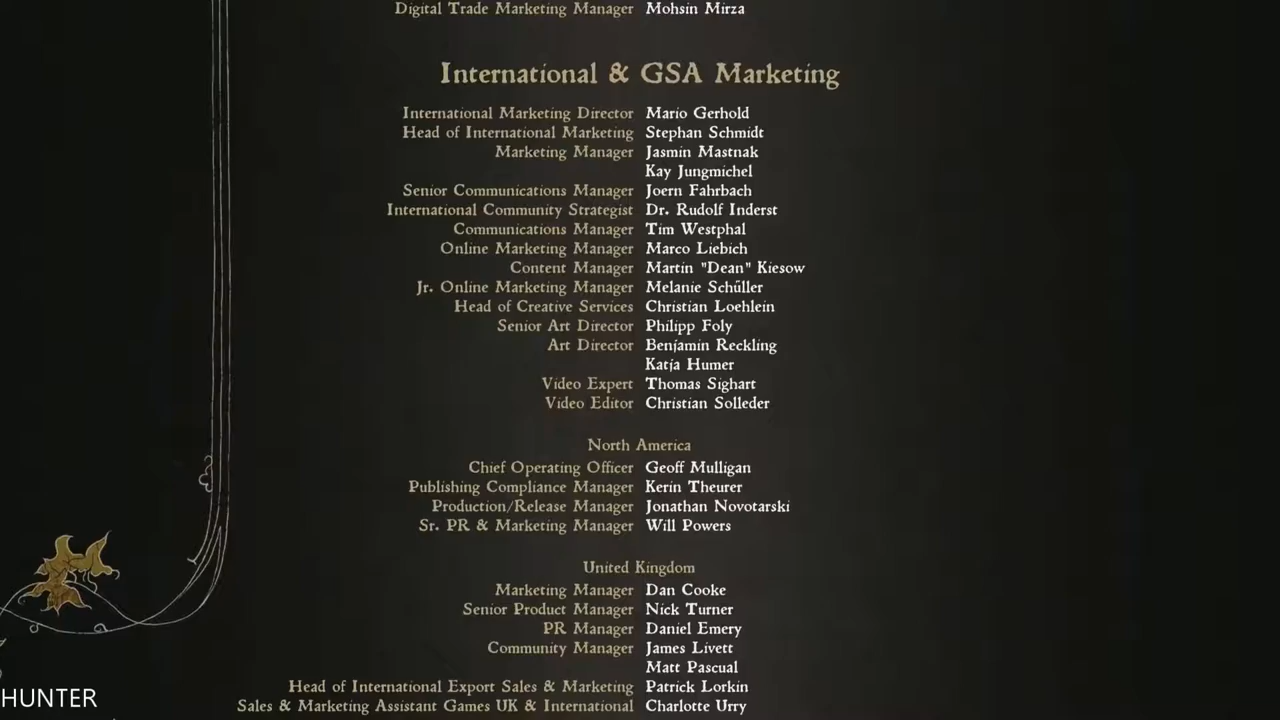 Digital Trade Marketing Manager Mohsin Mirza
International & GSA Marketing
International Marketing Director Mario Gerhold
Head of International Marketing Stephan Schmidt
Marketing Manager Jasmin Mastnak
Kay Jungmichel
Senior Communications Manager Joern Fahrbach
International Community Strategist Dr. Rudolf Inderst
Communications Manager Tim Westphal
Online Marketing Manager Marco Liebich
Content Manager Martin "Dean" Kiesow
Jr. Online Marketing Manager Melanie Schüller
Head of Creative Services Christian Loehlein
Senior Art Director Philipp Foly
Art Director Benjamin Reckling
Katja Humer
Video Expert Thomas Sighart
Video Editor Christian Solleder
North America
Chief Operating Officer Geoff Mulligan
Publishing Compliance Manager Kerin Theurer
Production/Release Manager Jonathan Novotarski
Sr. PR & Marketing Manager Will Powers
United Kingdom
Marketing Manager Dan Cooke
Senior Product Manager Nick Turner
PR Manager Daniel Emery
Community Manager James Livett
Matt Pascual
Head of International Export Sales & Marketing Patrick Lorkin
Sales & Marketing Assistant Games UK & International Charlotte Urry
HUNTER